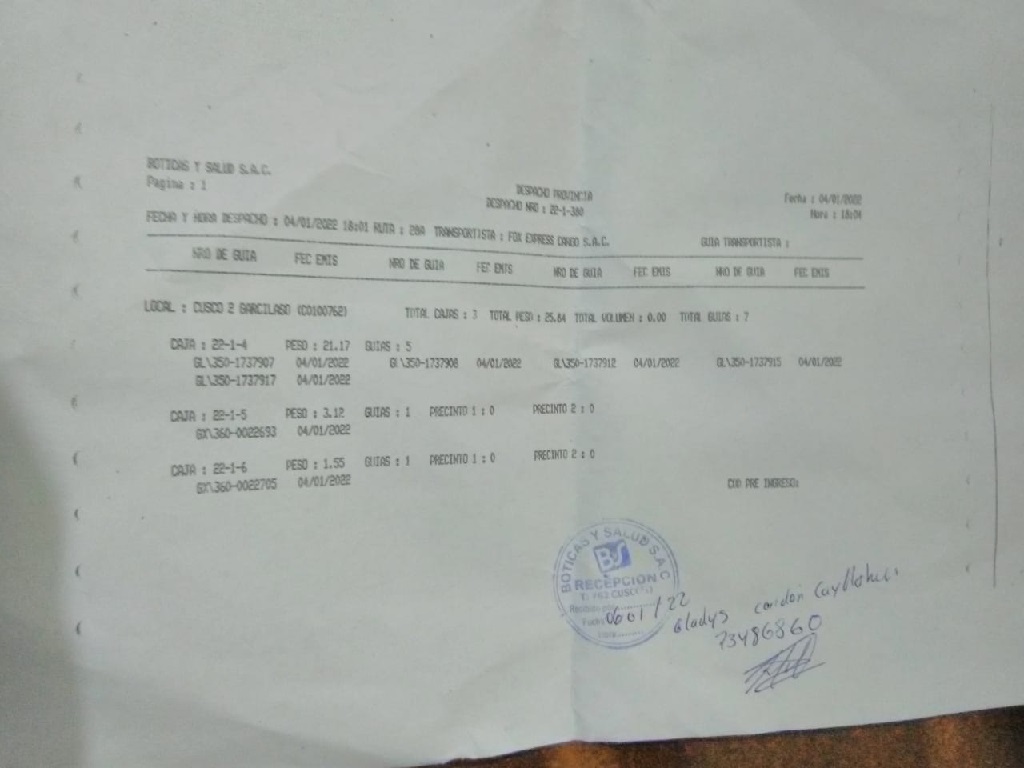 BOTICAS Y SALUD S.A.C.
Pagina : 1
DESPACHO PROVINCIA
DESPACHO NRO : 22-1-380
Fecha : 04/01/2022
Hora : 18:04
FECHA Y HORA DESPACHO : 04/01/2022 18:01 RUTA : 28A TRANSPORTISTA : FOX EXPRESS CARGO S.A.C. GUIA TRANSPORTISTA :
NRO DE GUIA FEC EMIS NRO DE GUIA FEC EMIS NRO DE GUIA FEC EMIS NRO DE GUIA FEC EMIS
LOCAL : CUSCO 2 GARCILASO (CO100762) TOTAL CAJAS : 3 TOTAL PESO : 25.84 TOTAL VOLUMEN : 0.00 TOTAL GUIAS : 7
CAJA : 22-1-4 PESO : 21.17 GUIAS : 5
GL\350-1737907 04/01/2022 GL\350-1737908 04/01/2022 GL\350-1737912 04/01/2022 GL\350-1737915 04/01/2022
GL\350-1737917 04/01/2022
CAJA : 22-1-5 PESO : 3.12 GUIAS : 1 PRECINTO 1 : 0 PRECINTO 2 : 0
GX\360-0022693 04/01/2022
CAJA : 22-1-6 PESO : 1.55 GUIAS : 1 PRECINTO 1 : 0 PRECINTO 2 : 0
GX\360-0022705 04/01/2022
COD PRE INGRESO:
BOTICAS Y SALUD S.A.C
BS
RECEPCIÓN
CUSCO
06 01 / 22
Gladys
73486860